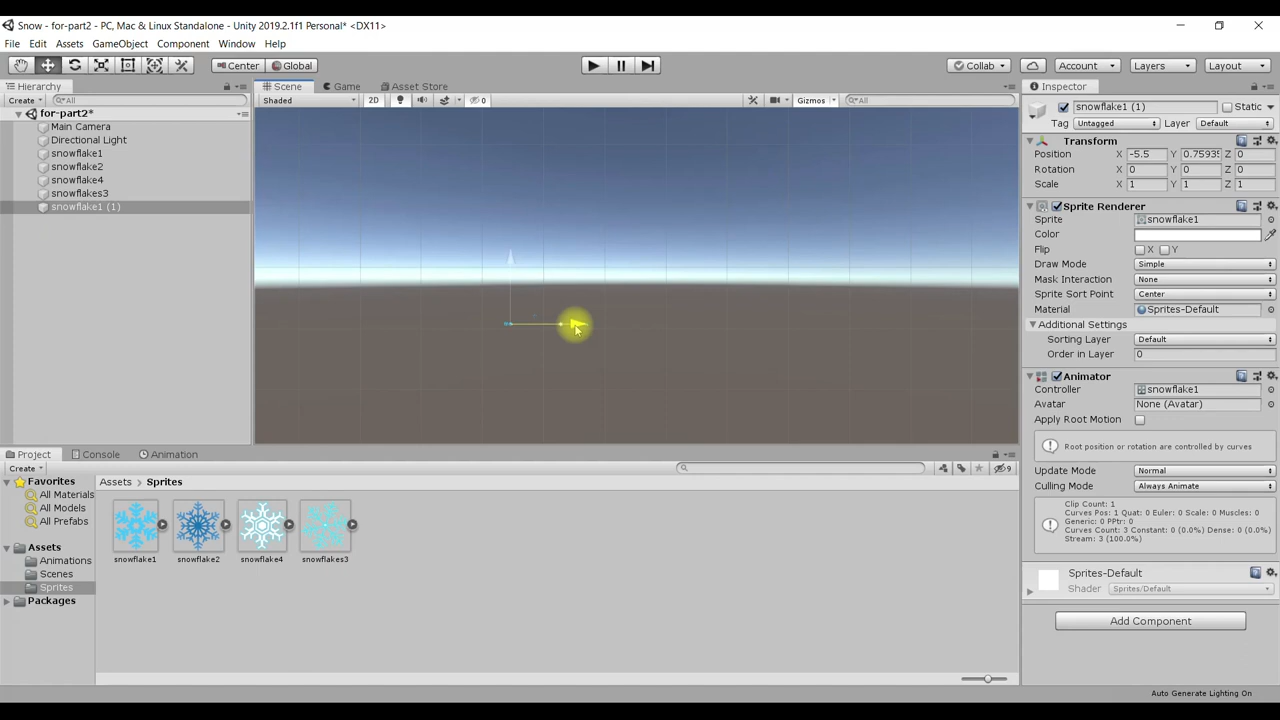 Snow - for-part2 - PC, Mac & Linux Standalone - Unity 2019.2.1f1 Personal* <DX11>
File Edit Assets GameObject Component Window Help
Center Global Collab Account Layers Layout
Hierarchy Scene Game Asset Store Inspector
Create All Shaded 2D 0 Gizmos All
snowflake1 (1) Static
for-part2*
Tag Untagged Layer Default
Main Camera
Directional Light
Transform
snowflake1
Position X -5.5 Y 0.75935 Z 0
snowflake2
Rotation X 0 Y 0 Z 0
snowflake4
Scale X 1 Y 1 Z 1
snowflakes3
snowflake1 (1)
Sprite Renderer
Sprite snowflake1
Color
Flip X Y
Draw Mode Simple
Mask Interaction None
Sprite Sort Point Center
Material Sprites-Default
Additional Settings
Sorting Layer Default
Order in Layer 0
Animator
Controller snowflake1
Avatar None (Avatar)
Apply Root Motion
Root position or rotation are controlled by curves
Update Mode Normal
Culling Mode Always Animate
Clip Count: 1
Curves Pos: 1 Quat: 0 Euler: 0 Scale: 0 Muscles: 0
Generic: 0 PPtr: 0
Curves Count: 3 Constant: 0 (0.0%) Dense: 0 (0.0%)
Stream: 3 (100.0%)
Sprites-Default
Shader Sprites/Default
Add Component
Project Console Animation
Create 9
Favorites
All Materials
All Models
All Prefabs
Assets
Animations
Scenes
Sprites
Packages
Assets Sprites
snowflake1 snowflake2 snowflake4 snowflakes3
Auto Generate Lighting On